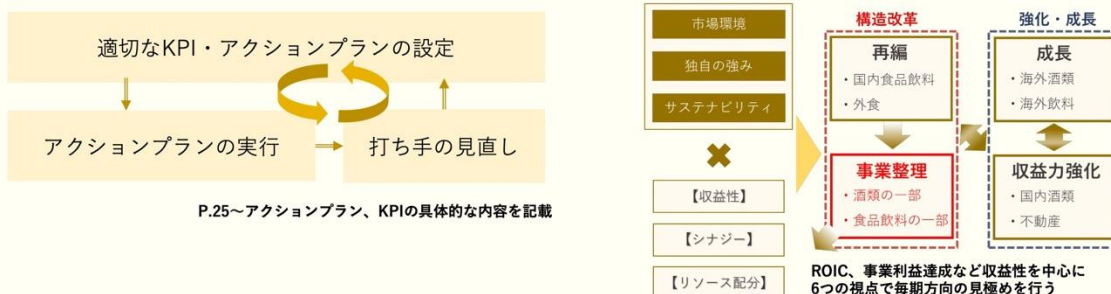 適切なKPI・アクションプランの設定
アクションプランの実行
打ち手の見直し
P.25～アクションプラン、KPIの具体的な内容を記載
市場環境
独自の強み
サステナビリティ
【収益性】
【シナジー】
【リソース配分】
構造改革
再編
・国内食品飲料
・外食
事業整理
・酒類の一部
・食品飲料の一部
強化・成長
成長
・海外酒類
・海外飲料
収益力強化
・国内酒類
・不動産
ROIC、事業利益達成など収益性を中心に
6つの視点で毎期方向の見極めを行う